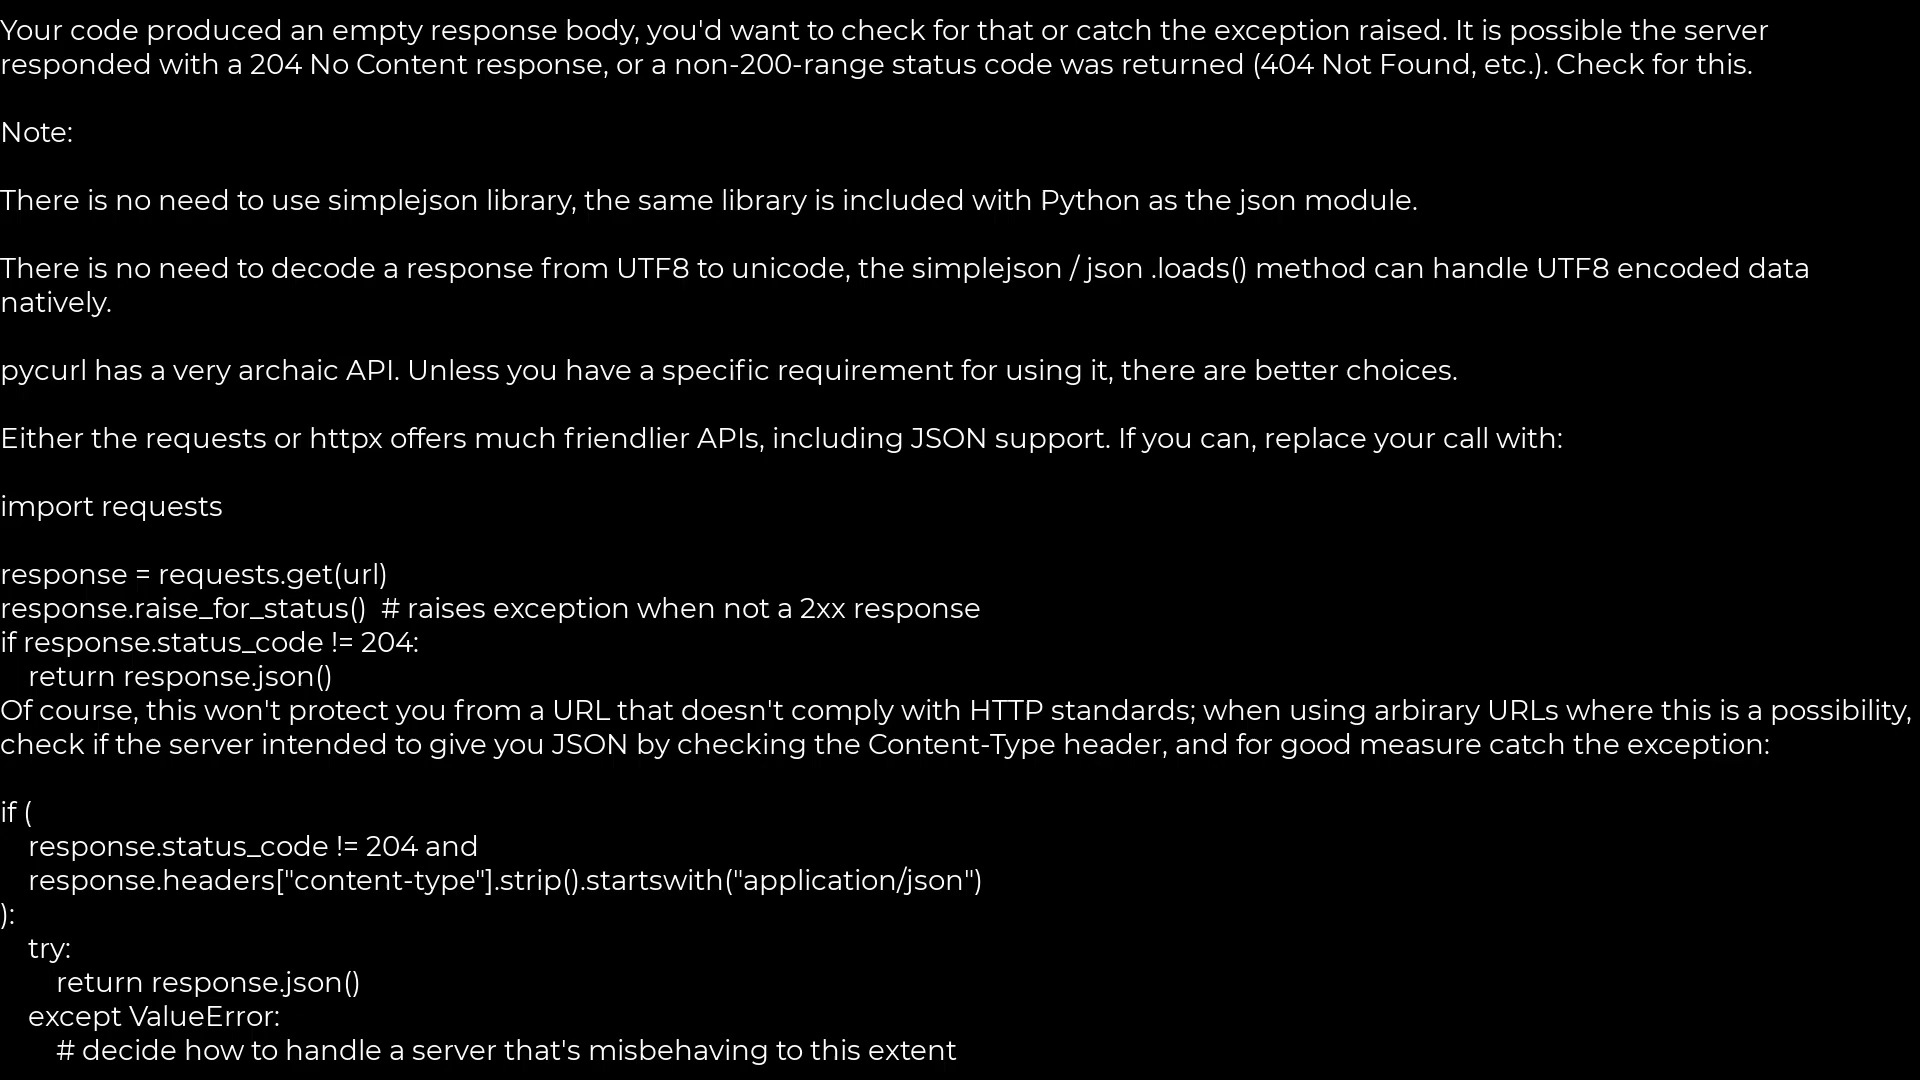 Your code produced an empty response body, you'd want to check for that or catch the exception raised. It is possible the server
responded with a 204 No Content response, or a non-200-range status code was returned (404 Not Found, etc.). Check for this.
Note:
There is no need to use simplejson library, the same library is included with Python as the json module.
There is no need to decode a response from UTF8 to unicode, the simplejson / json .loads() method can handle UTF8 encoded data
natively.
pycurl has a very archaic API. Unless you have a specific requirement for using it, there are better choices.
Either the requests or httpx offers much friendlier APIs, including JSON support. If you can, replace your call with:
import requests
response = requests.get(url)
response.raise_for_status()  # raises exception when not a 2xx response
if response.status_code != 204:
    return response.json()
Of course, this won't protect you from a URL that doesn't comply with HTTP standards; when using arbirary URLs where this is a possibility,
check if the server intended to give you JSON by checking the Content-Type header, and for good measure catch the exception:
if (
    response.status_code != 204 and
    response.headers["content-type"].strip().startswith("application/json")
):
    try:
        return response.json()
    except ValueError:
        # decide how to handle a server that's misbehaving to this extent